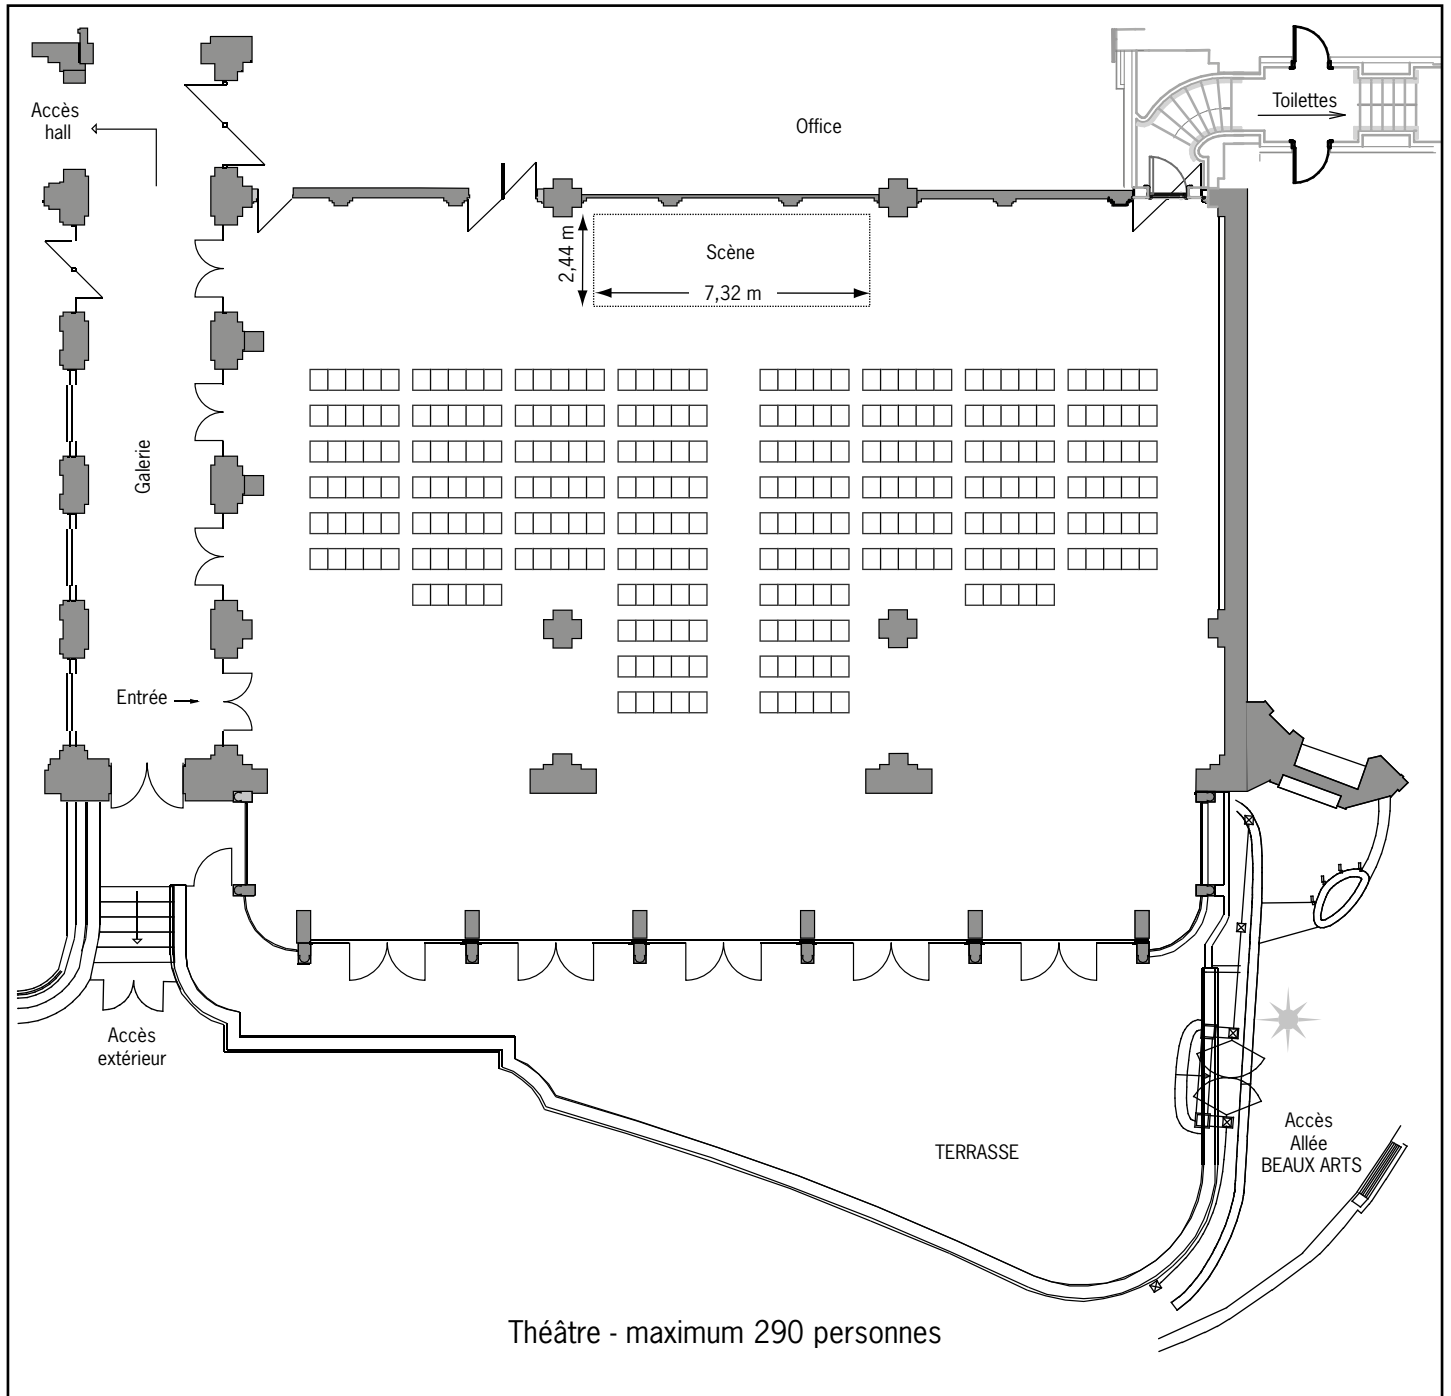 Accès
hall
Office
Toilettes
Scène
2,44 m
7,32 m
Galerie
Entrée
Accès
extérieur
TERRASSE
Accès
Allée
BEAUX ARTS
Théâtre - maximum 290 personnes